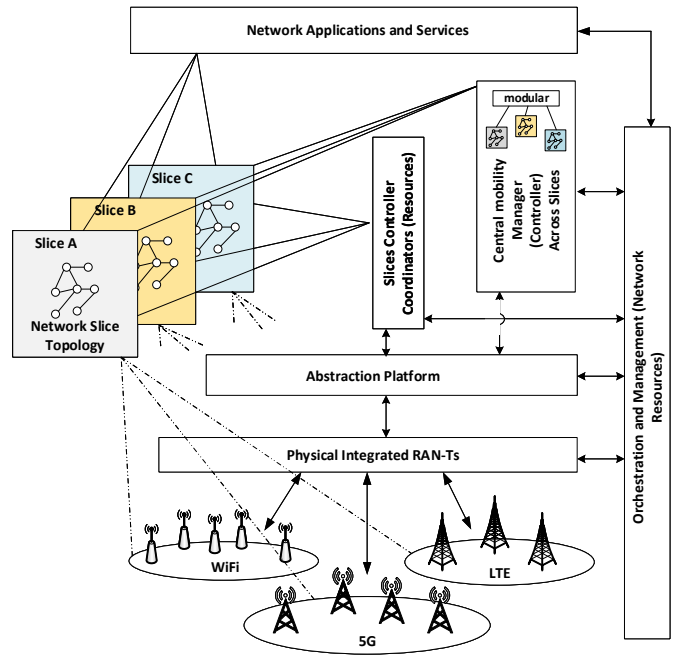 Network Applications and Services
modular
Slice C
Slice B
Slice A
Network Slice
Topology
Slices Controller
Coordinators (Resources)
Central mobility
Manager
(Controller)
Across Slices
Orchestration and Management (Network
Resources)
Abstraction Platform
Physical Integrated RAN-Ts
WiFi
LTE
5G